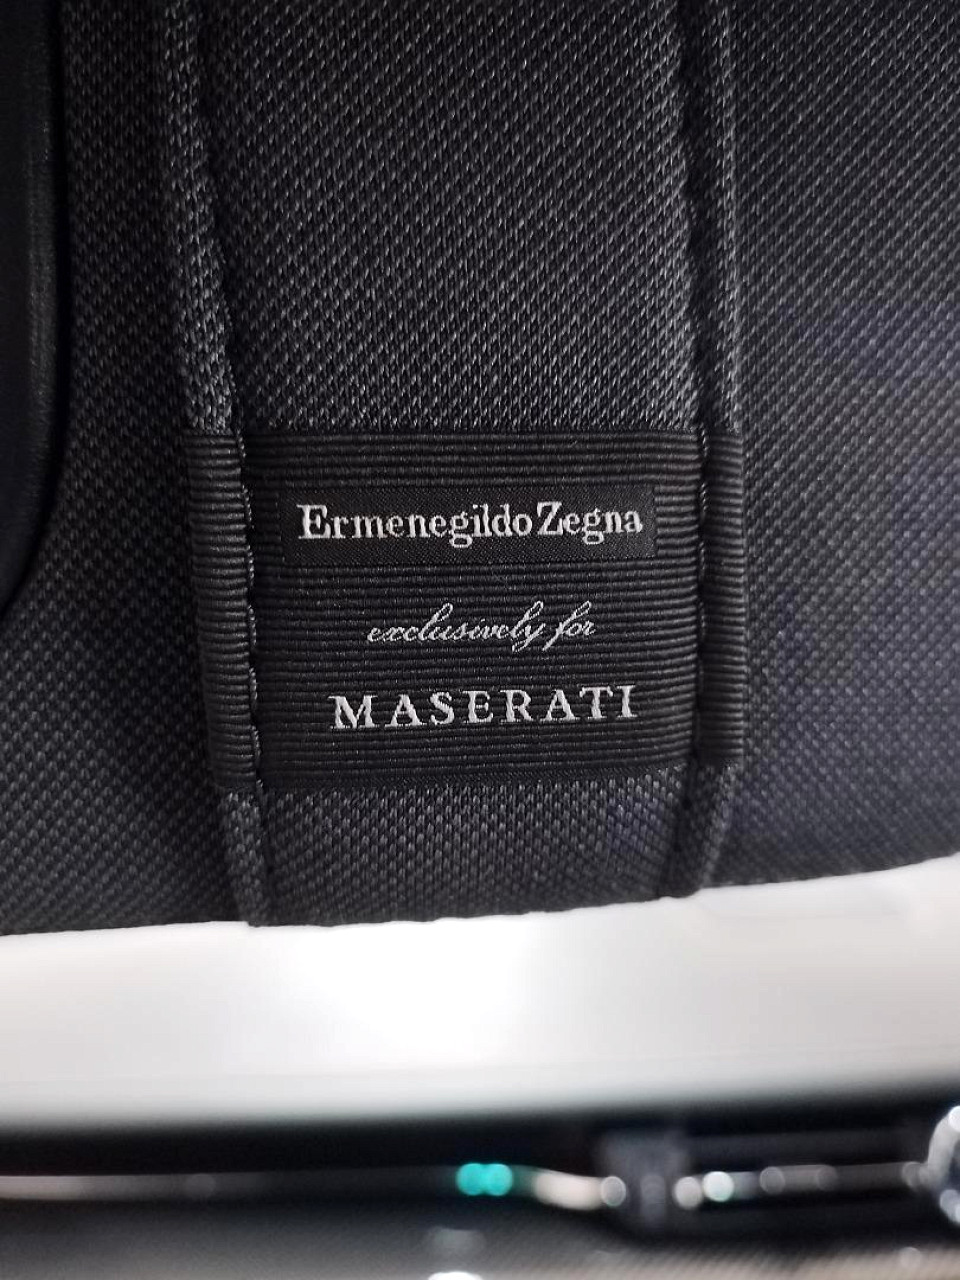 Ermenegildo Zegna
exclusively for
MASERATI